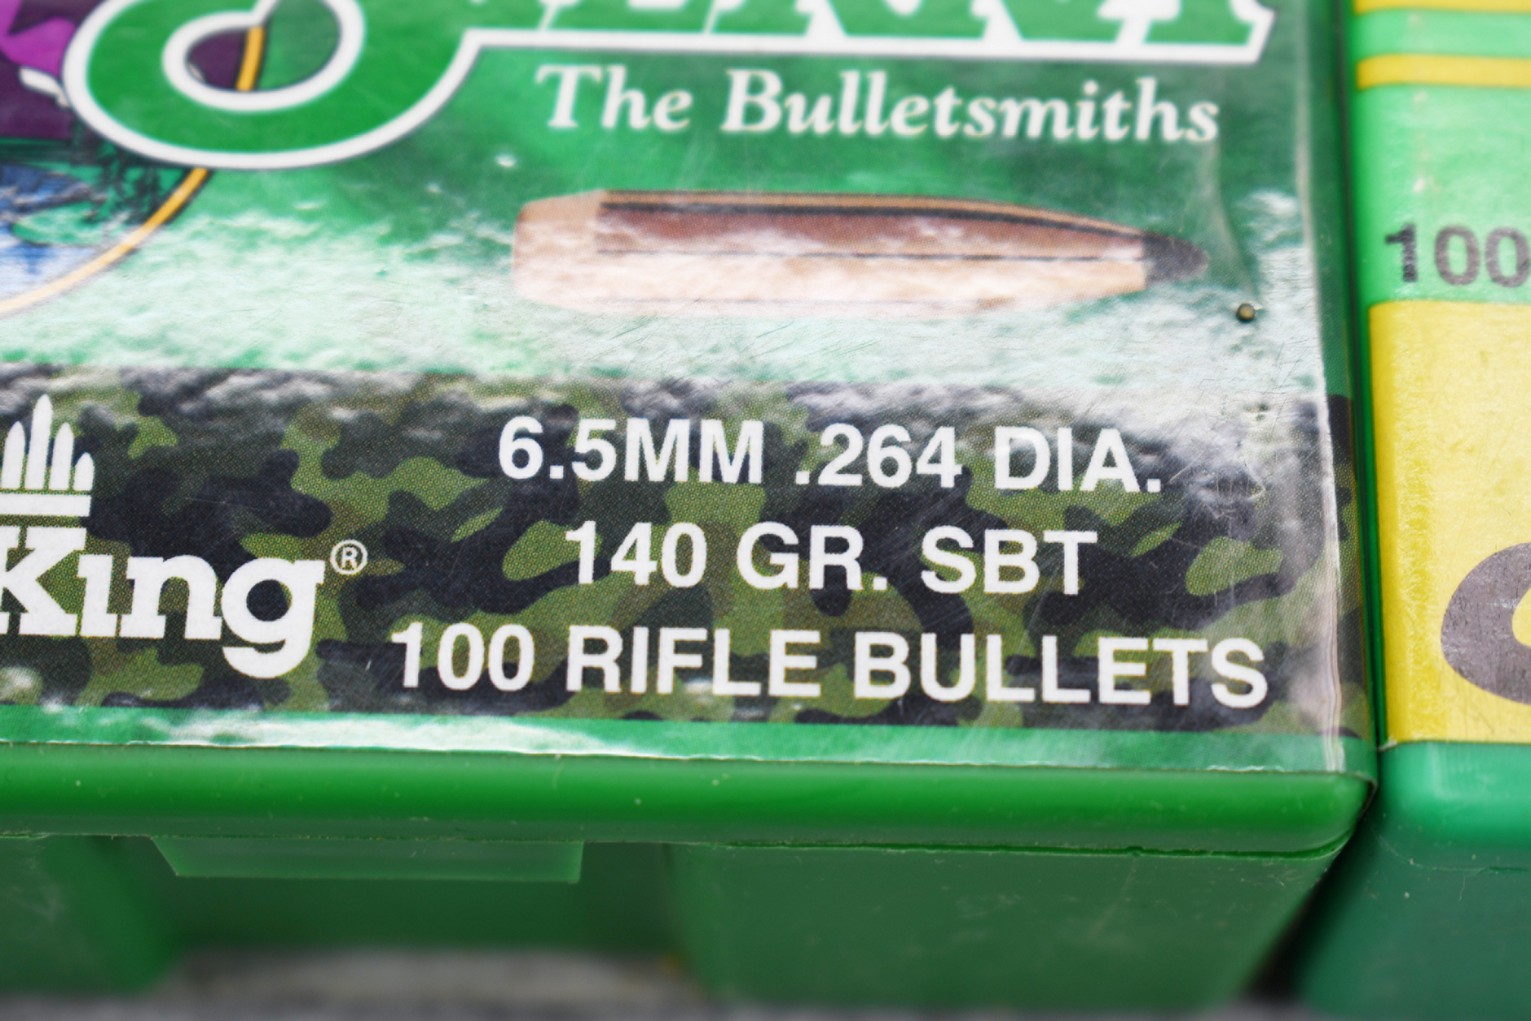 The Bulletsmiths
6.5MM .264 DIA.
140 GR. SBT
King®
100 RIFLE BULLETS
100